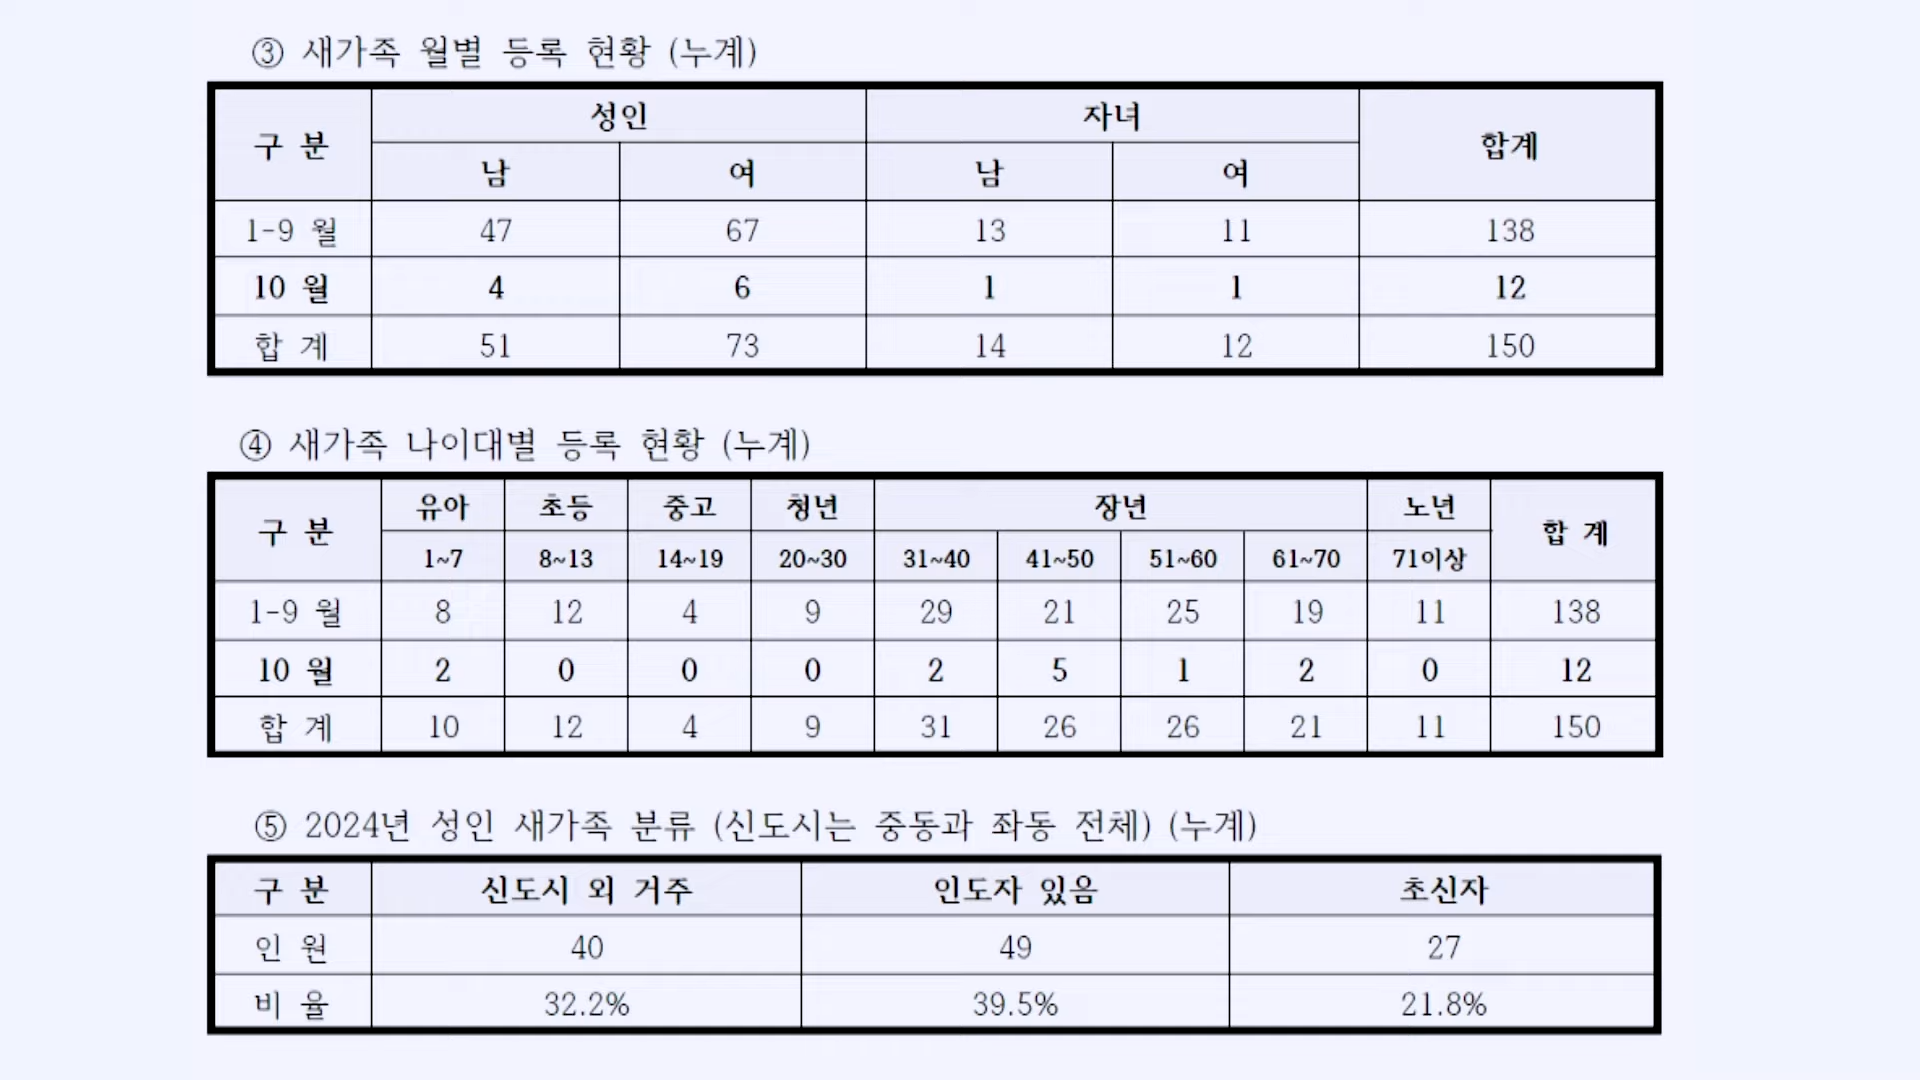 ③ 새가족 월별 등록 현황 (누계)
구 분 성인 자녀 합계
남 여 남 여
1-9 월 47 67 13 11 138
10 월 4 6 1 1 12
합 계 51 73 14 12 150
④ 새가족 나이대별 등록 현황 (누계)
구 분 유아 초등 중고 청년 장년 노년 합 계
1~7 8~13 14~19 20~30 31~40 41~50 51~60 61~70 71이상
1-9 월 8 12 4 9 29 21 25 19 11 138
10 월 2 0 0 0 2 5 1 2 0 12
합 계 10 12 4 9 31 26 26 21 11 150
⑤ 2024년 성인 새가족 분류 (신도시는 중동과 좌동 전체) (누계)
구 분 신도시 외 거주 인도자 있음 초신자
인 원 40 49 27
비 율 32.2% 39.5% 21.8%